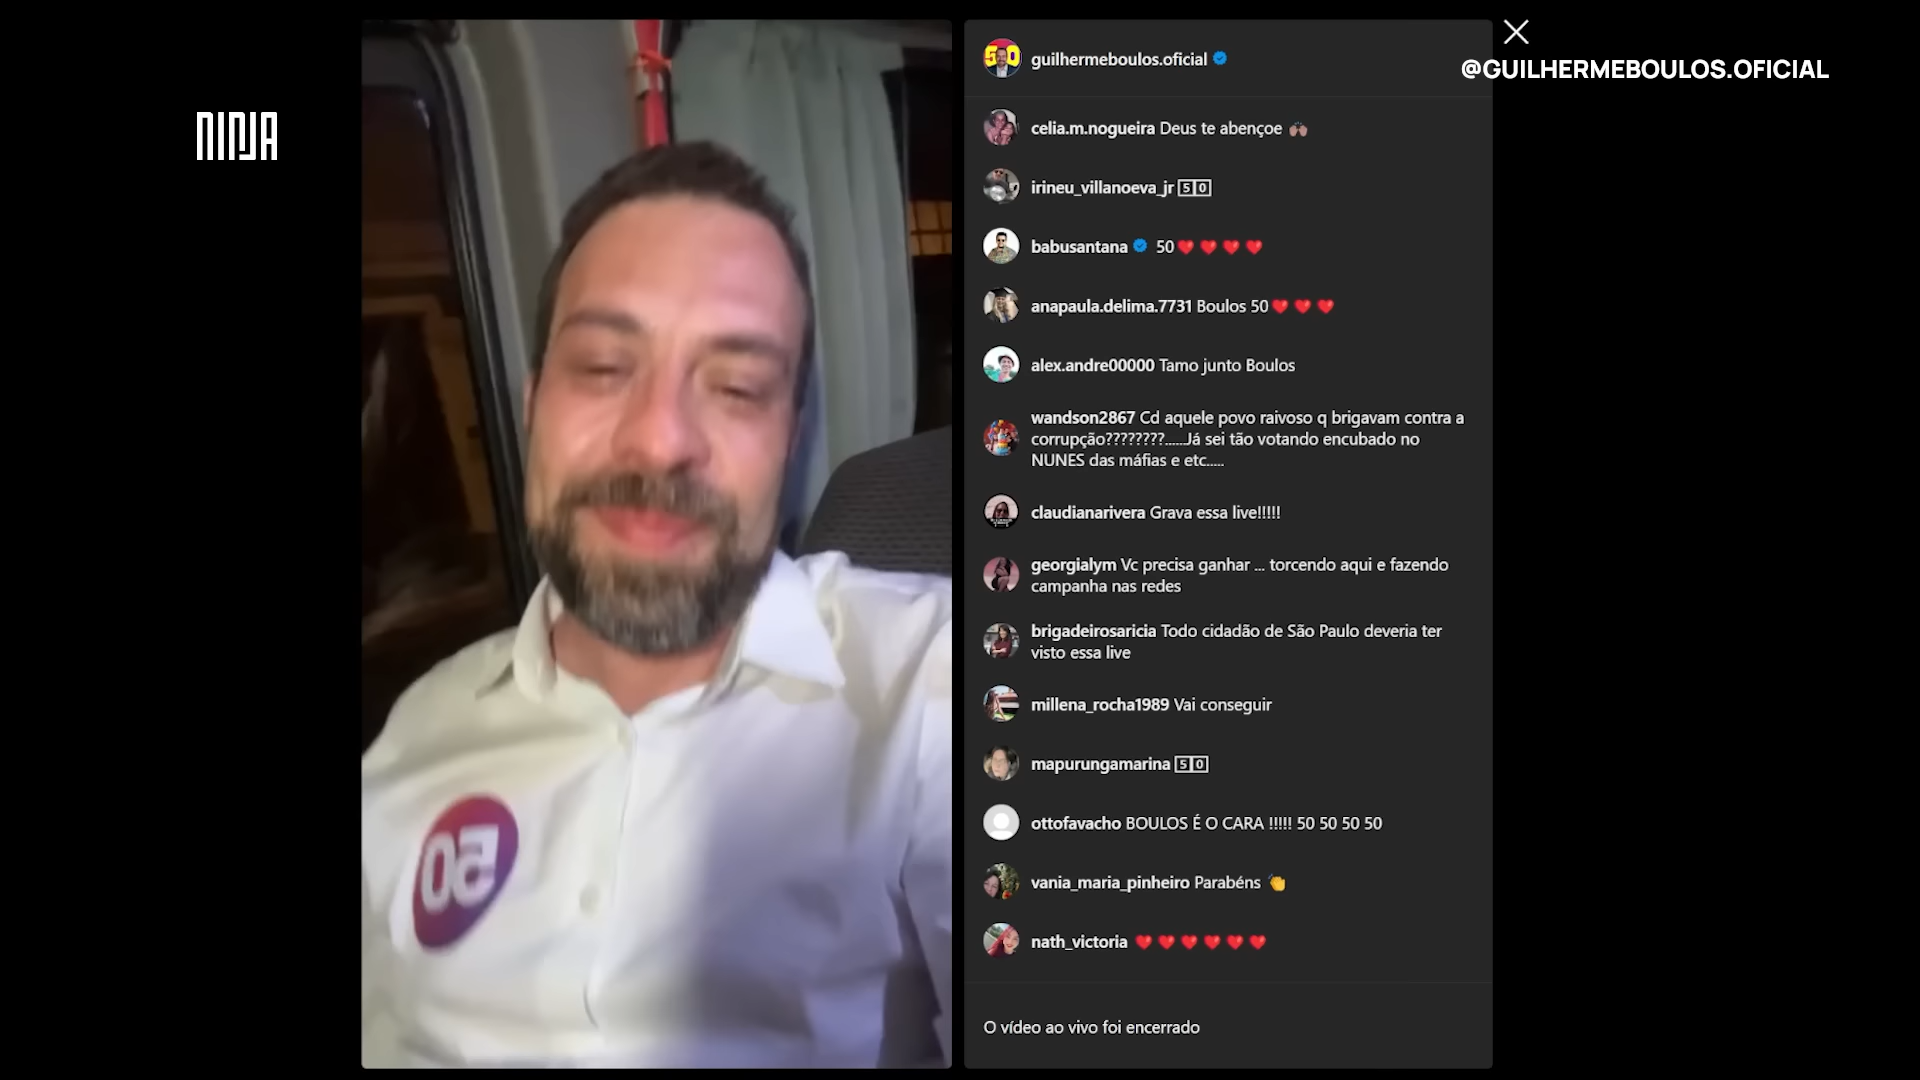 NINJA
@GUILHERMEBOULOS.OFICIAL
50
guilhermeboulos.oficial
celia.m.nogueira Deus te abençoe 🙌🏽
irineu_villanoeva_jr 5️⃣0️⃣
babusantana 50❤️❤️❤️❤️
anapaula.delima.7731 Boulos 50❤️❤️❤️
alex.andre00000 Tamo junto Boulos
wandson2867 Cd aquele povo raivoso q brigavam contra a
corrupção????????......Já sei tão votando encubado no
NUNES das máfias e etc.....
claudianarivera Grava essa live!!!!!
georgialym Vc precisa ganhar ... torcendo aqui e fazendo
campanha nas redes
brigadeirosaricia Todo cidadão de São Paulo deveria ter
visto essa live
millena_rocha1989 Vai conseguir
mapurungamarina 5️⃣0️⃣
ottofavacho BOULOS É O CARA !!!!! 50 50 50 50
vania_maria_pinheiro Parabéns 👏
nath_victoria ❤️❤️❤️❤️❤️❤️
O vídeo ao vivo foi encerrado
50